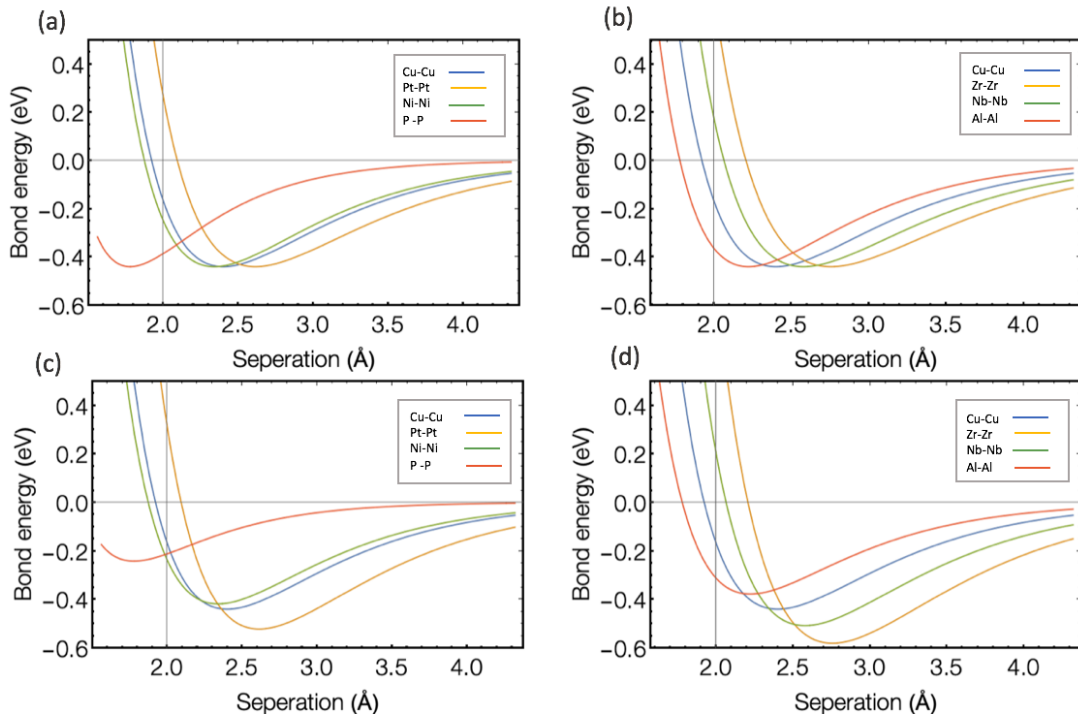 (a)
Bond energy (eV)
0.4
0.2
0.0
−0.2
−0.4
−0.6
Cu-Cu
Pt-Pt
Ni-Ni
P -P
2.0 2.5 3.0 3.5 4.0
Seperation (Å)
(b)
Bond energy (eV)
0.4
0.2
0.0
−0.2
−0.4
−0.6
Cu-Cu
Zr-Zr
Nb-Nb
Al-Al
2.0 2.5 3.0 3.5 4.0
Seperation (Å)
(c)
Bond energy (eV)
0.4
0.2
0.0
−0.2
−0.4
−0.6
Cu-Cu
Pt-Pt
Ni-Ni
P -P
2.0 2.5 3.0 3.5 4.0
Seperation (Å)
(d)
Bond energy (eV)
0.4
0.2
0.0
−0.2
−0.4
−0.6
Cu-Cu
Zr-Zr
Nb-Nb
Al-Al
2.0 2.5 3.0 3.5 4.0
Seperation (Å)